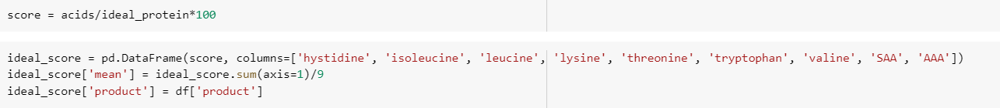 score = acids/ideal_protein*100
ideal_score = pd.DataFrame(score, columns=['hystidine', 'isoleucine', 'leucine', 'lysine', 'threonine', 'tryptophan', 'valine', 'SAA', 'AAA'])
ideal_score['mean'] = ideal_score.sum(axis=1)/9
ideal_score['product'] = df['product']